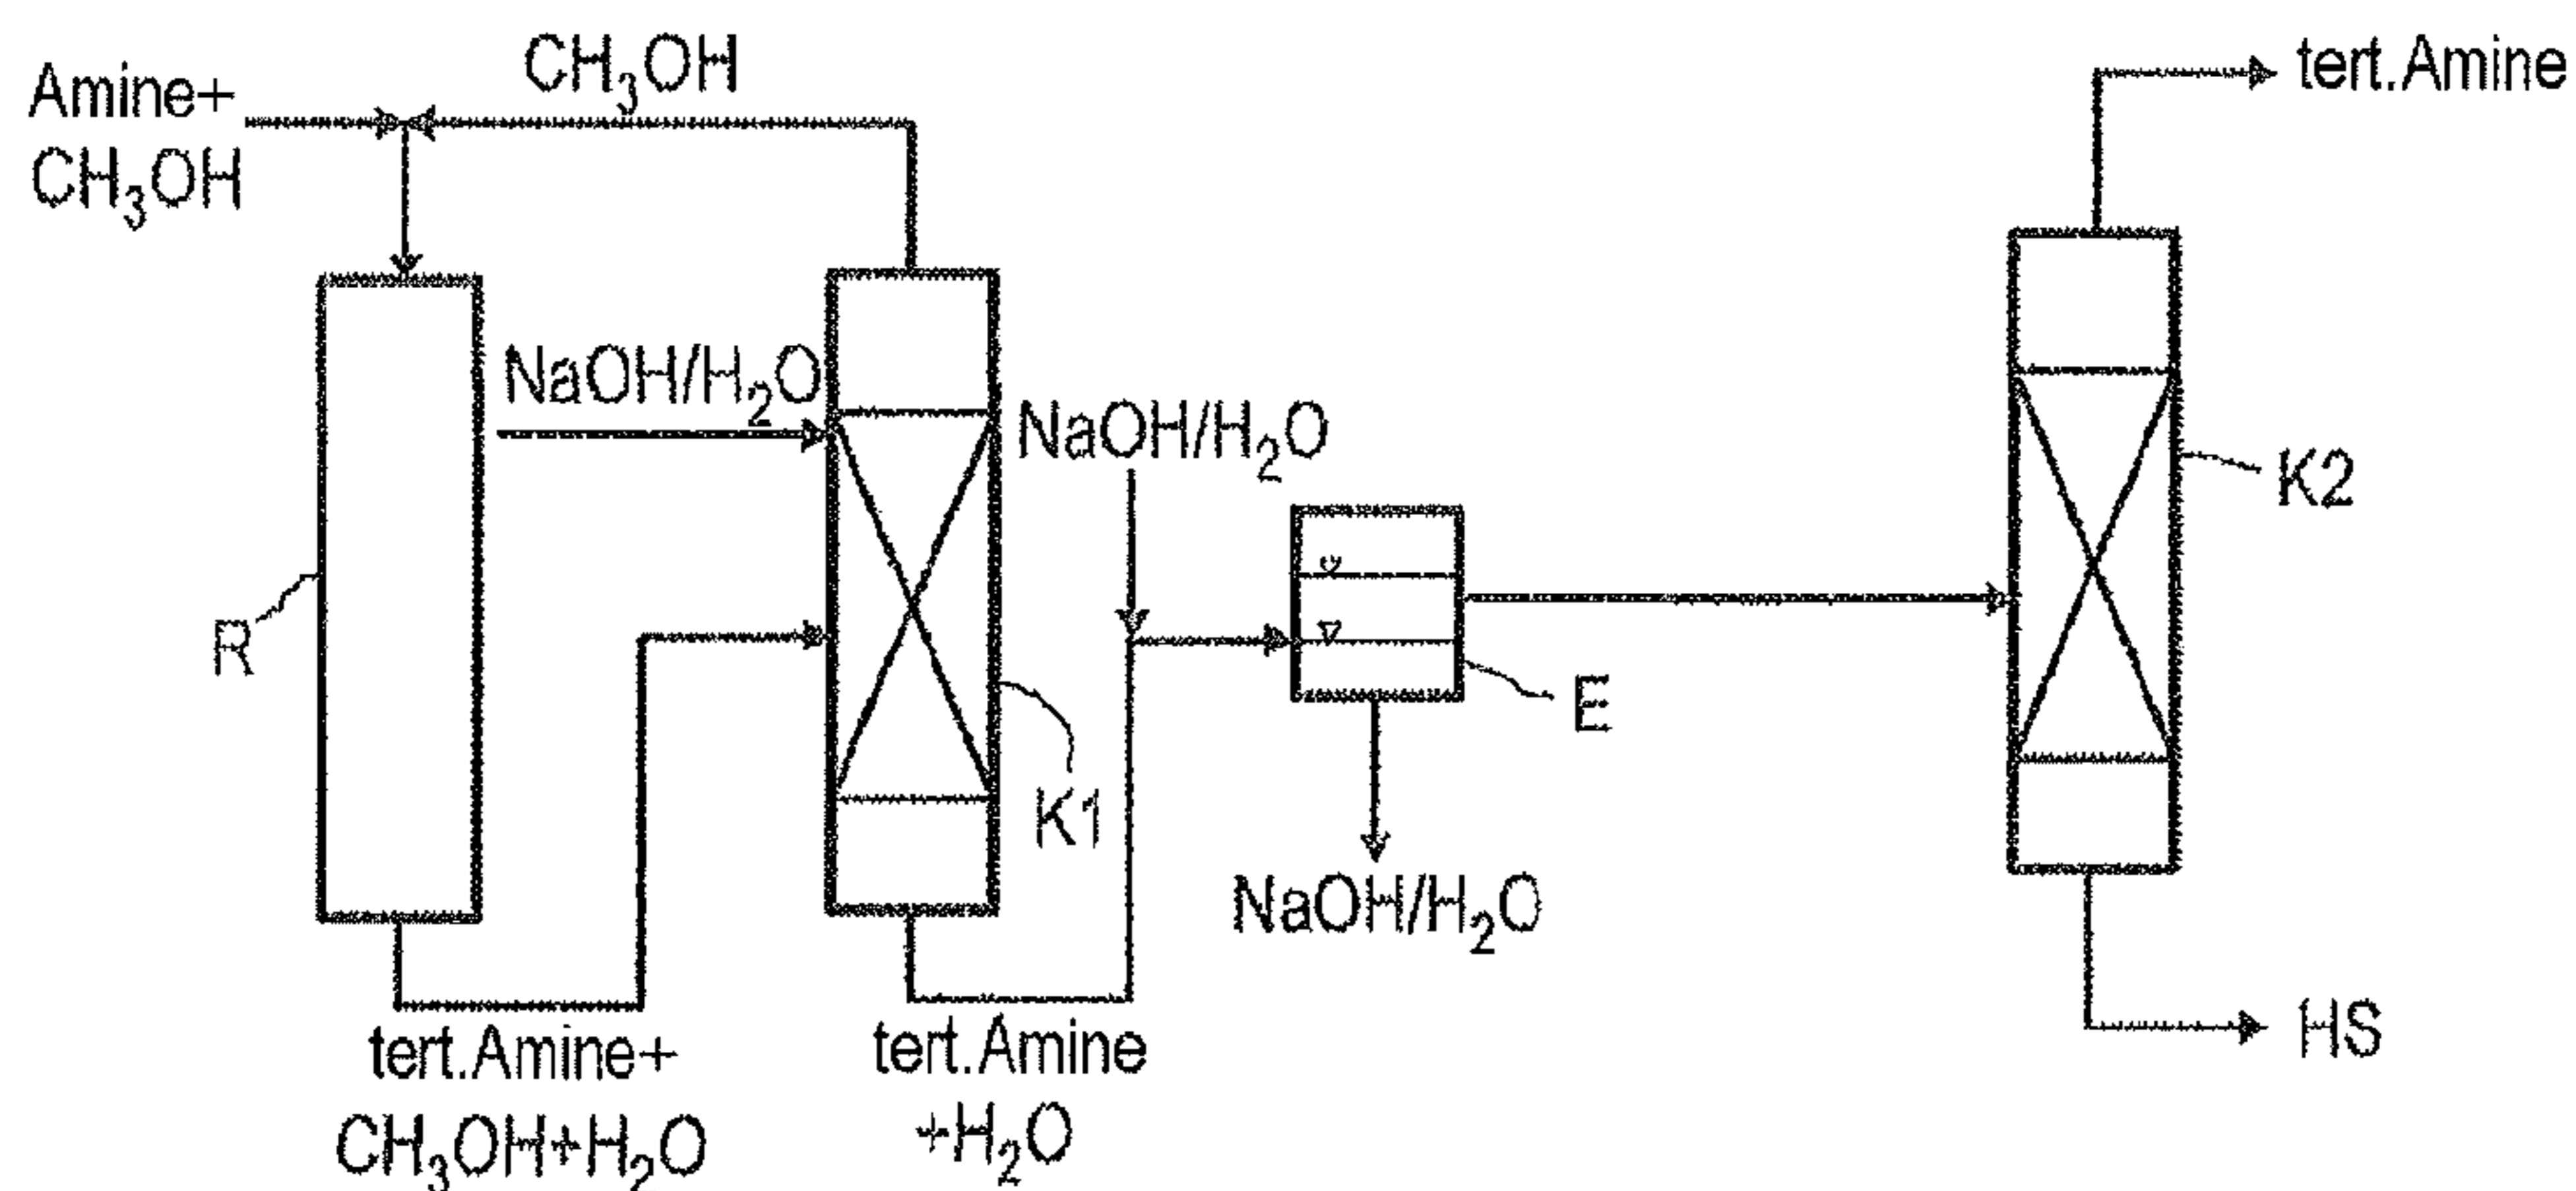 Amine+
CH₃OH
CH₃OH
tert.Amine
NaOH/H₂O
NaOH/H₂O
K2
R
E
K1
NaOH/H₂O
HS
tert.Amine+
CH₃OH+H₂O
tert.Amine
+H₂O